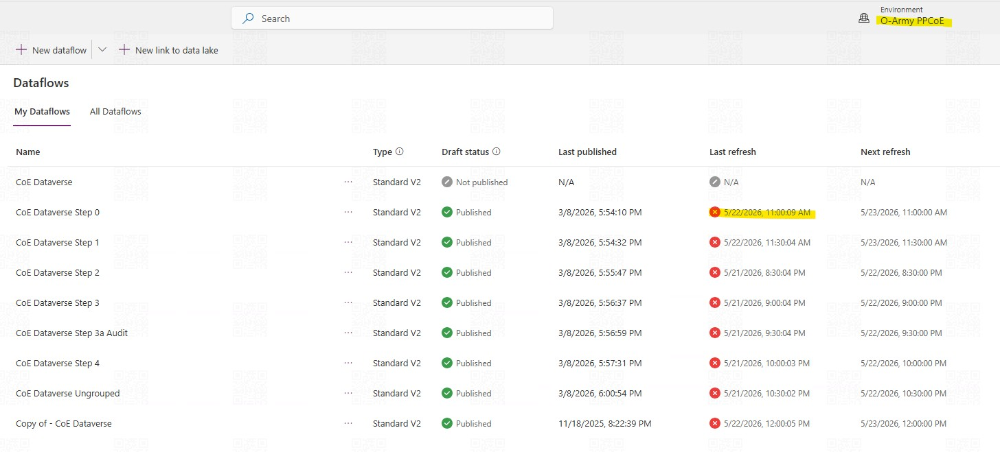 Search
Environment
O-Army PPCoE
New dataflow
New link to data lake
Dataflows
My Dataflows All Dataflows
Name Type Draft status Last published Last refresh Next refresh
CoE Dataverse ... Standard V2 Not published N/A N/A N/A
CoE Dataverse Step 0 ... Standard V2 Published 3/8/2026, 5:54:10 PM 5/22/2026, 11:00:09 AM 5/23/2026, 11:00:00 AM
CoE Dataverse Step 1 ... Standard V2 Published 3/8/2026, 5:54:32 PM 5/22/2026, 11:30:04 AM 5/23/2026, 11:30:00 AM
CoE Dataverse Step 2 ... Standard V2 Published 3/8/2026, 5:55:47 PM 5/21/2026, 8:30:04 PM 5/22/2026, 8:30:00 PM
CoE Dataverse Step 3 ... Standard V2 Published 3/8/2026, 5:56:37 PM 5/21/2026, 9:00:04 PM 5/22/2026, 9:00:00 PM
CoE Dataverse Step 3a Audit ... Standard V2 Published 3/8/2026, 5:56:59 PM 5/21/2026, 9:30:04 PM 5/22/2026, 9:30:00 PM
CoE Dataverse Step 4 ... Standard V2 Published 3/8/2026, 5:57:31 PM 5/21/2026, 10:00:03 PM 5/22/2026, 10:00:00 PM
CoE Dataverse Ungrouped ... Standard V2 Published 3/8/2026, 6:00:54 PM 5/21/2026, 10:30:02 PM 5/22/2026, 10:30:00 PM
Copy of - CoE Dataverse ... Standard V2 Published 11/18/2025, 8:22:39 PM 5/22/2026, 12:00:05 PM 5/23/2026, 12:00:00 PM